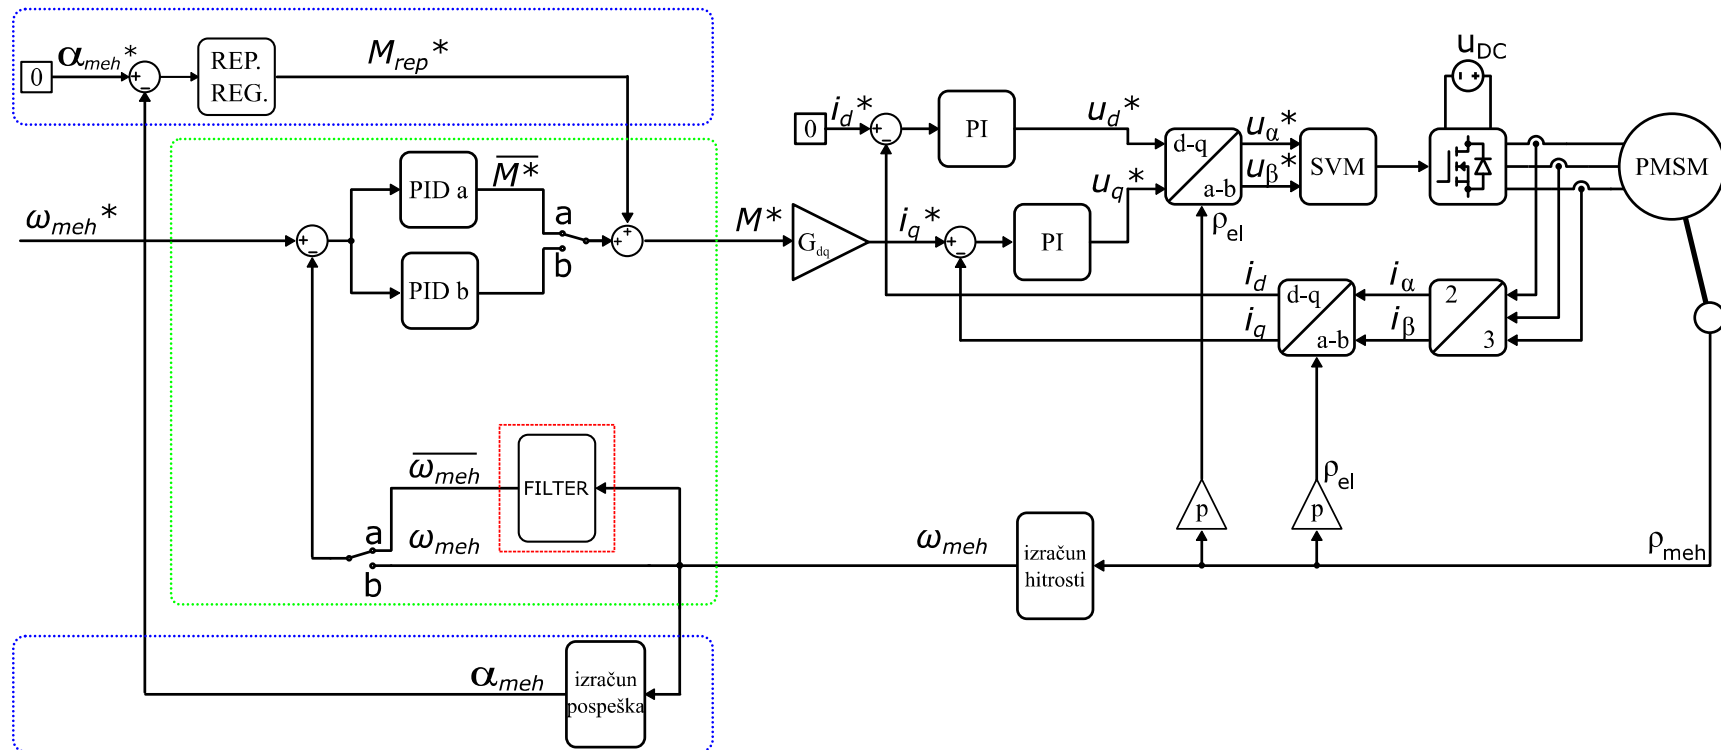 α_meh*
0
REP.
REG.
M_rep*
ω_meh*
PID a
M*
a
b
PID b
FILTER
ω_meh
a
ω_meh
b
α_meh
izračun
pospeška
M*
G_dq
0
i_d*
PI
u_d*
i_q*
PI
u_q*
d-q
a-b
ρ_el
u_α*
u_β*
SVM
u_DC
PMSM
i_d
i_q
d-q
a-b
i_α
i_β
2
3
ρ_el
p
p
ω_meh
izračun
hitrosti
ρ_meh